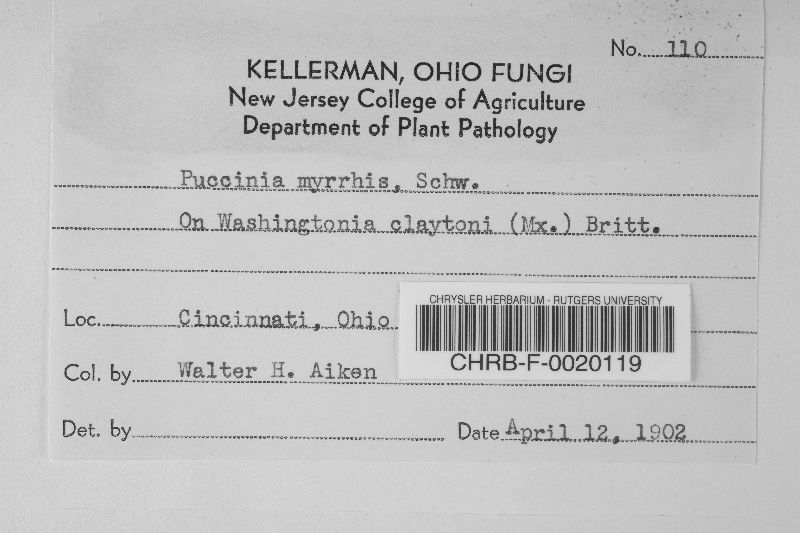 No. 110
KELLERMAN, OHIO FUNGI
New Jersey College of Agriculture
Department of Plant Pathology
Puccinia myrrhis, Schw.
On Washingtonia claytoni (Mx.) Britt.
Loc. Cincinnati, Ohio
CHRYSLER HERBARIUM - RUTGERS UNIVERSITY
CHRB-F-0020119
Col. by Walter H. Aiken
Det. by
Date April 12, 1902